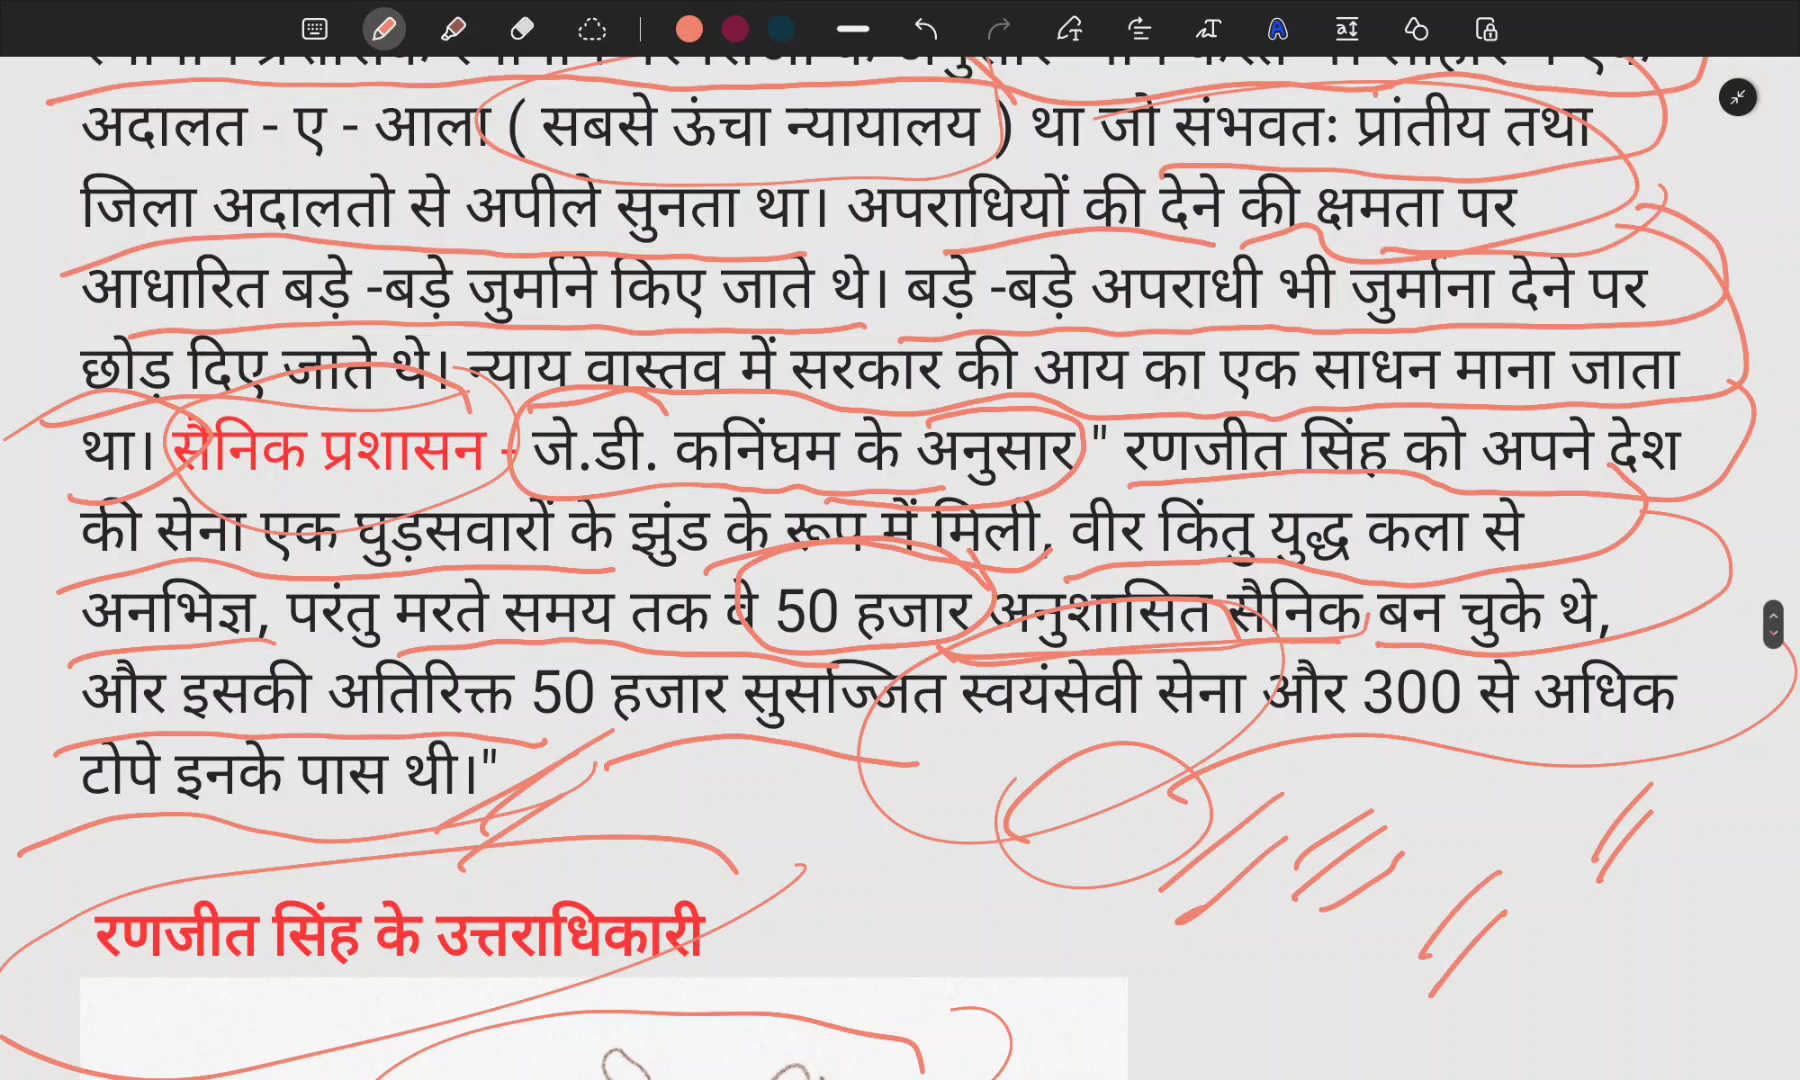 अदालत - ए - आला ( सबसे ऊंचा न्यायालय ) था जो संभवतः प्रांतीय तथा
जिला अदालतो से अपीले सुनता था। अपराधियों की देने की क्षमता पर
आधारित बड़े -बड़े जुर्माने किए जाते थे। बड़े -बड़े अपराधी भी जुर्माना देने पर
छोड़ दिए जाते थे। न्याय वास्तव में सरकार की आय का एक साधन माना जाता
था। सैनिक प्रशासन - जे.डी. कनिंघम के अनुसार " रणजीत सिंह को अपने देश
की सेना एक घुड़सवारों के झुंड के रूप में मिली, वीर किंतु युद्ध कला से
अनभिज्ञ, परंतु मरते समय तक वे 50 हजार अनुशासित सैनिक बन चुके थे,
और इसकी अतिरिक्त 50 हजार सुसज्जित स्वयंसेवी सेना और 300 से अधिक
टोपे इनके पास थी।"
रणजीत सिंह के उत्तराधिकारी